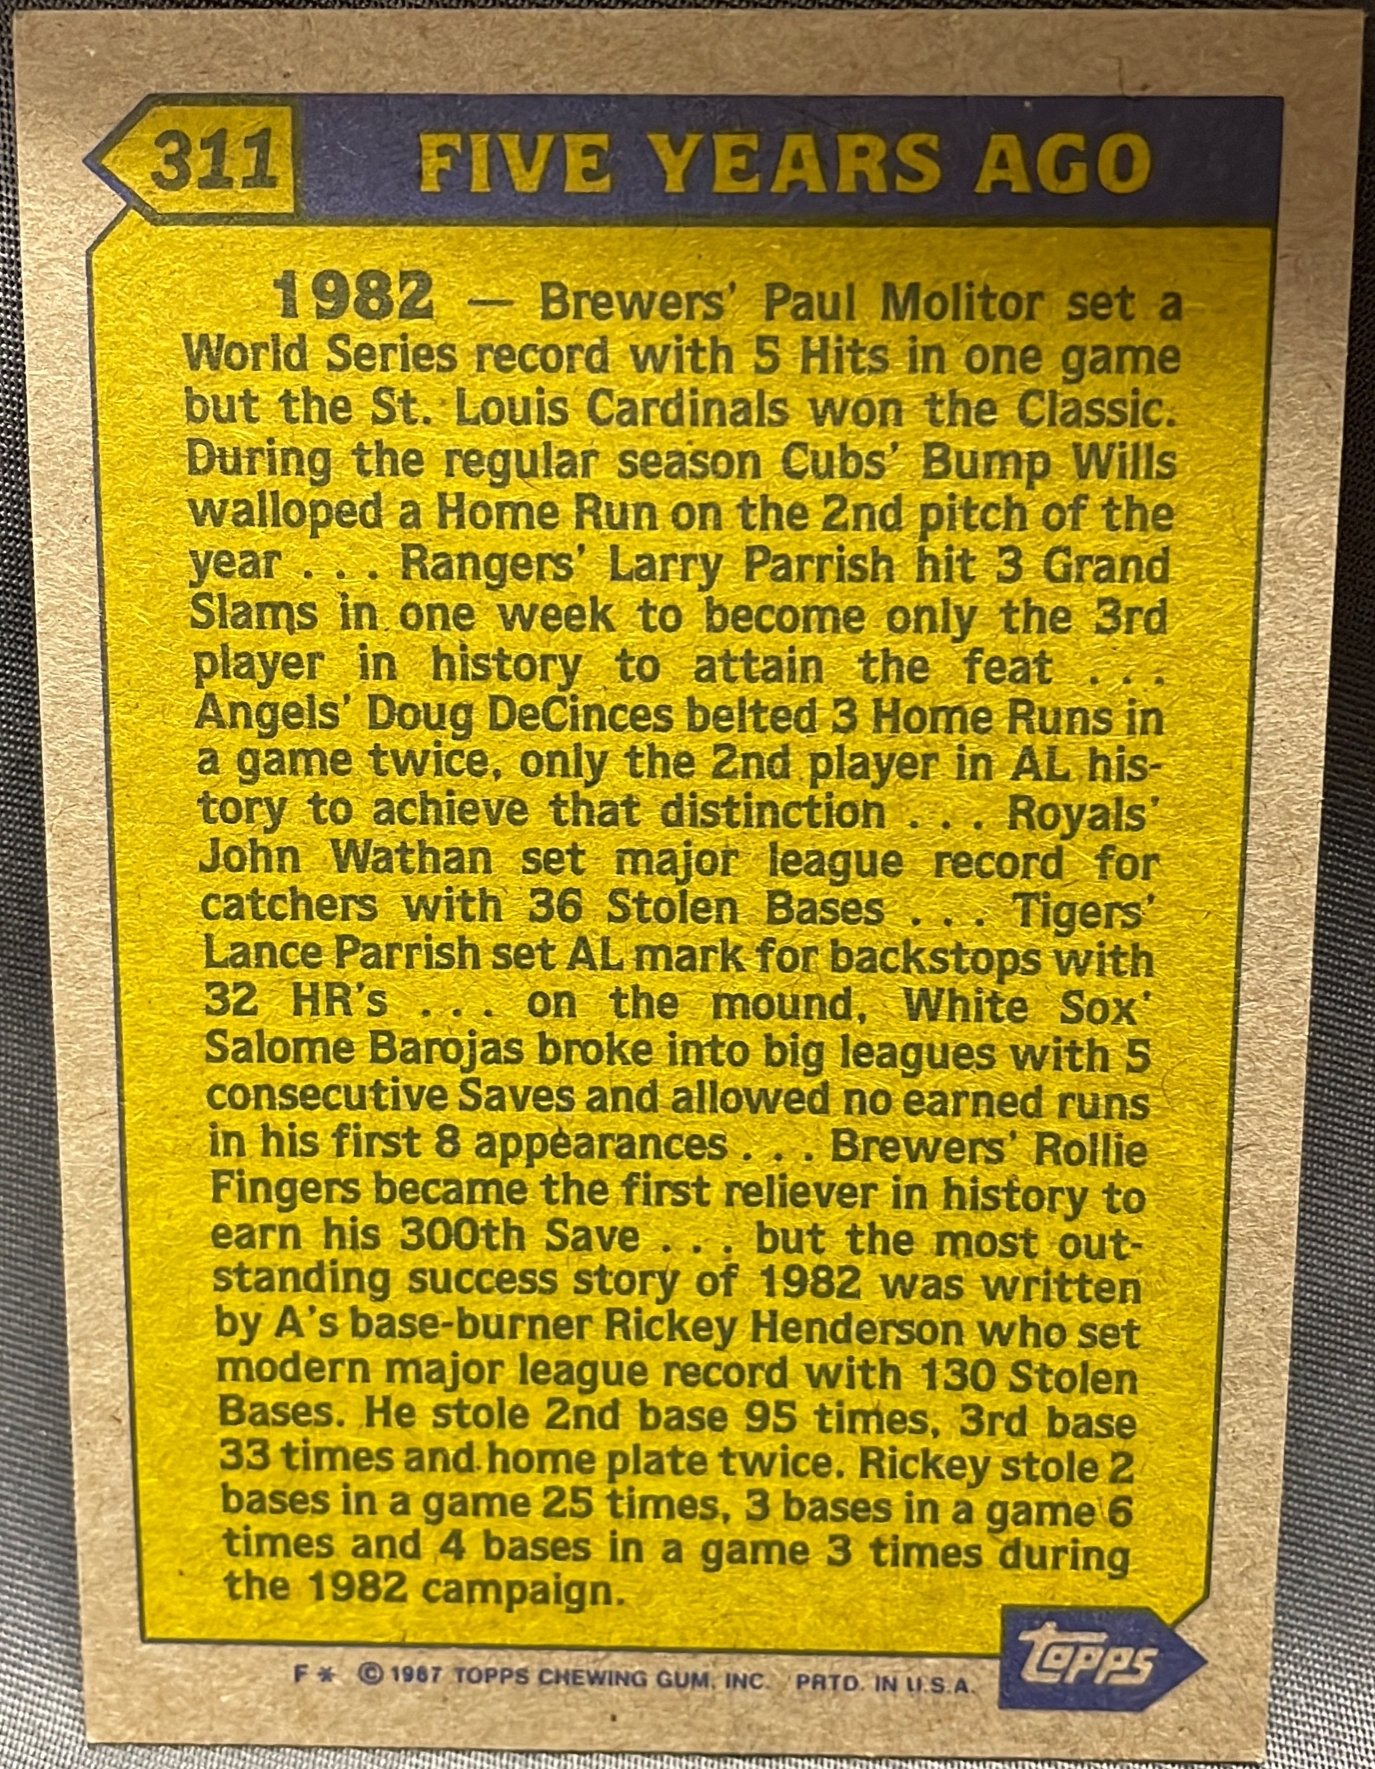 311 FIVE YEARS AGO
1982 — Brewers' Paul Molitor set a
World Series record with 5 Hits in one game
but the St. Louis Cardinals won the Classic.
During the regular season Cubs' Bump Wills
walloped a Home Run on the 2nd pitch of the
year . . . Rangers' Larry Parrish hit 3 Grand
Slams in one week to become only the 3rd
player in history to attain the feat . . .
Angels' Doug DeCinces belted 3 Home Runs in
a game twice, only the 2nd player in AL his-
tory to achieve that distinction . . . Royals'
John Wathan set major league record for
catchers with 36 Stolen Bases . . . Tigers'
Lance Parrish set AL mark for backstops with
32 HR's . . . on the mound, White Sox'
Salome Barojas broke into big leagues with 5
consecutive Saves and allowed no earned runs
in his first 8 appearances . . . Brewers' Rollie
Fingers became the first reliever in history to
earn his 300th Save . . . but the most out-
standing success story of 1982 was written
by A's base-burner Rickey Henderson who set
modern major league record with 130 Stolen
Bases. He stole 2nd base 95 times, 3rd base
33 times and home plate twice. Rickey stole 2
bases in a game 25 times, 3 bases in a game 6
times and 4 bases in a game 3 times during
the 1982 campaign.
F * © 1987 TOPPS CHEWING GUM, INC. PRTD. IN U.S.A.
topps